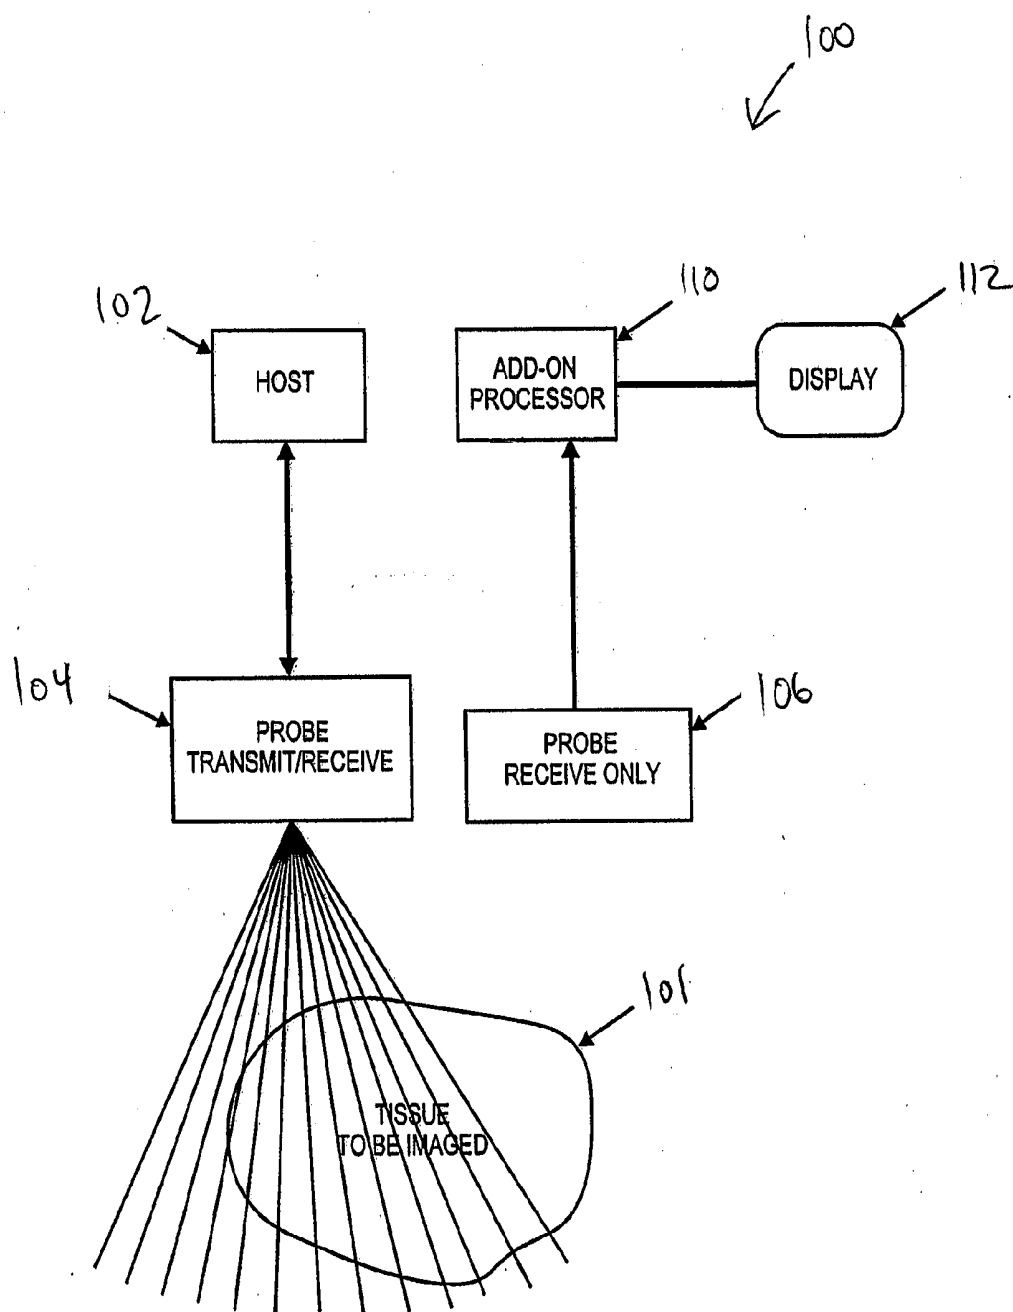 100
102
110
112
HOST
ADD-ON
PROCESSOR
DISPLAY
104
PROBE
TRANSMIT/RECEIVE
106
PROBE
RECEIVE ONLY
101
TISSUE
TO BE IMAGED